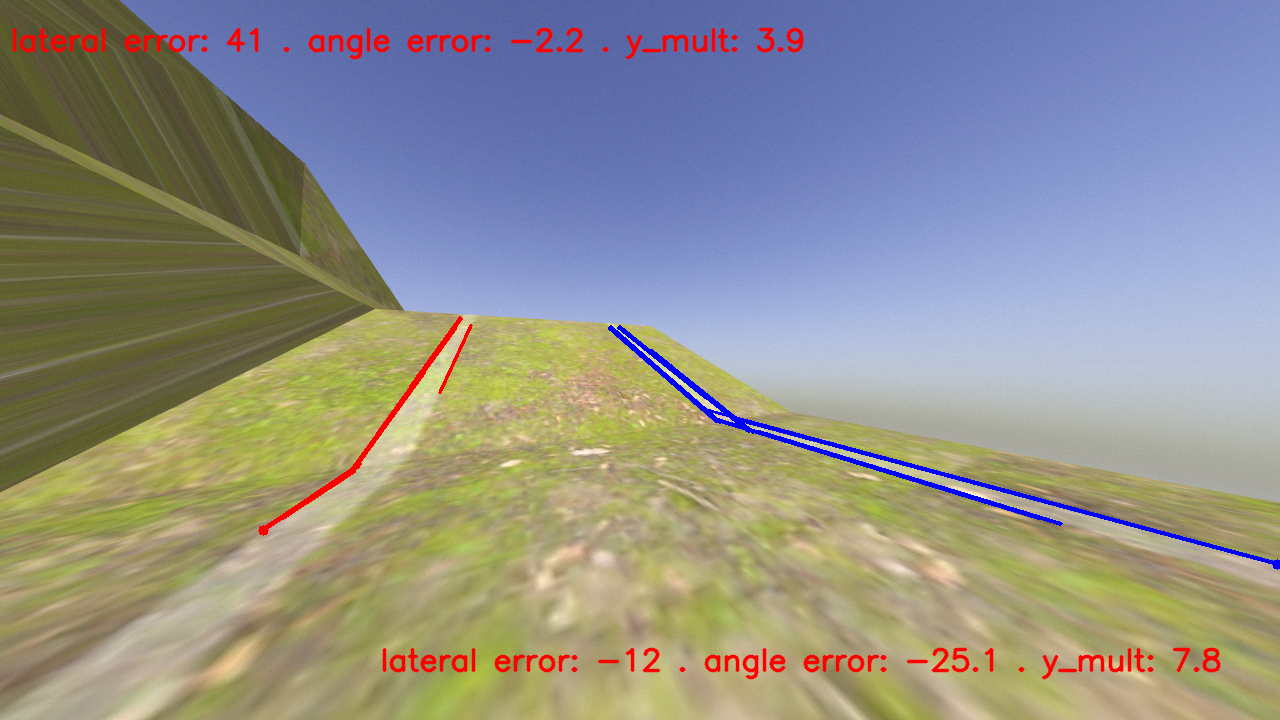 lateral error: 41 . angle error: −2.2 . y_mult: 3.9
lateral error: −12 . angle error: −25.1 . y_mult: 7.8